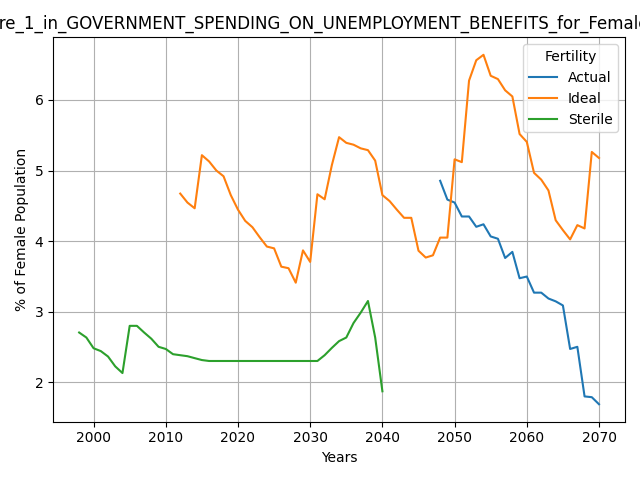 re_1_in_GOVERNMENT_SPENDING_ON_UNEMPLOYMENT_BENEFITS_for_Female
Fertility
Actual
Ideal
Sterile
% of Female Population
6
5
4
3
2
2000 2010 2020 2030 2040 2050 2060 2070
Years